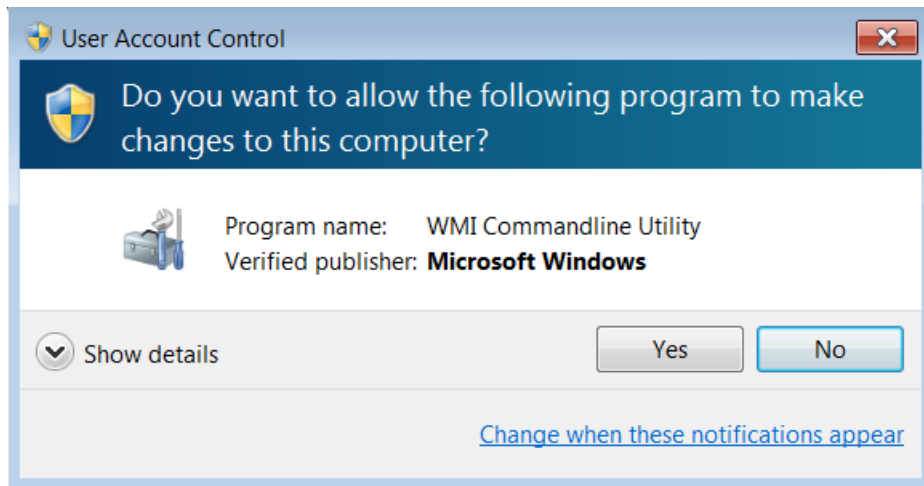 User Account Control
Do you want to allow the following program to make
changes to this computer?
Program name: WMI Commandline Utility
Verified publisher: Microsoft Windows
Show details
Yes
No
Change when these notifications appear